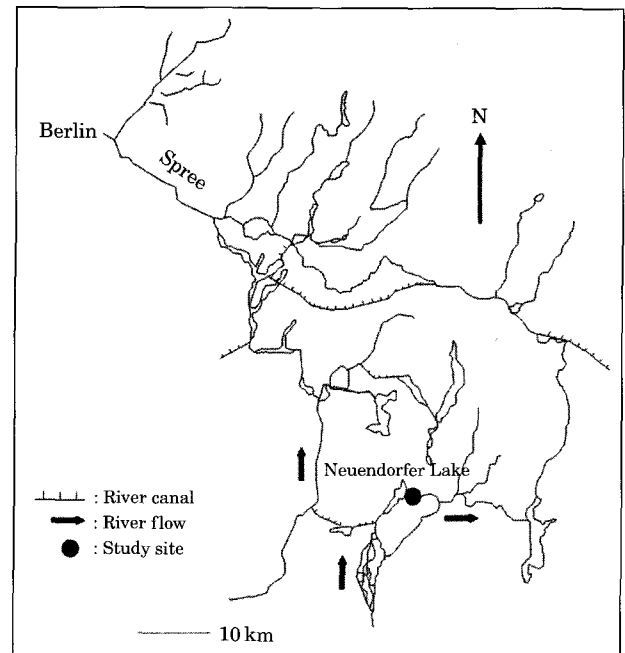 N
Berlin
Spree
Neuendorfer Lake
: River canal
: River flow
: Study site
10 km